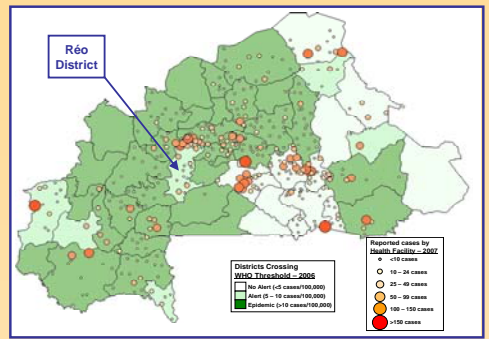 Réo
District
Districts Crossing
WHO Threshold – 2006
No Alert (<5 cases/100,000)
Alert (5 – 10 cases/100,000)
Epidemic (>10 cases/100,000)
Reported cases by
Health Facility – 2007
<10 cases
10 – 24 cases
25 – 49 cases
50 – 99 cases
100 – 150 cases
>150 cases